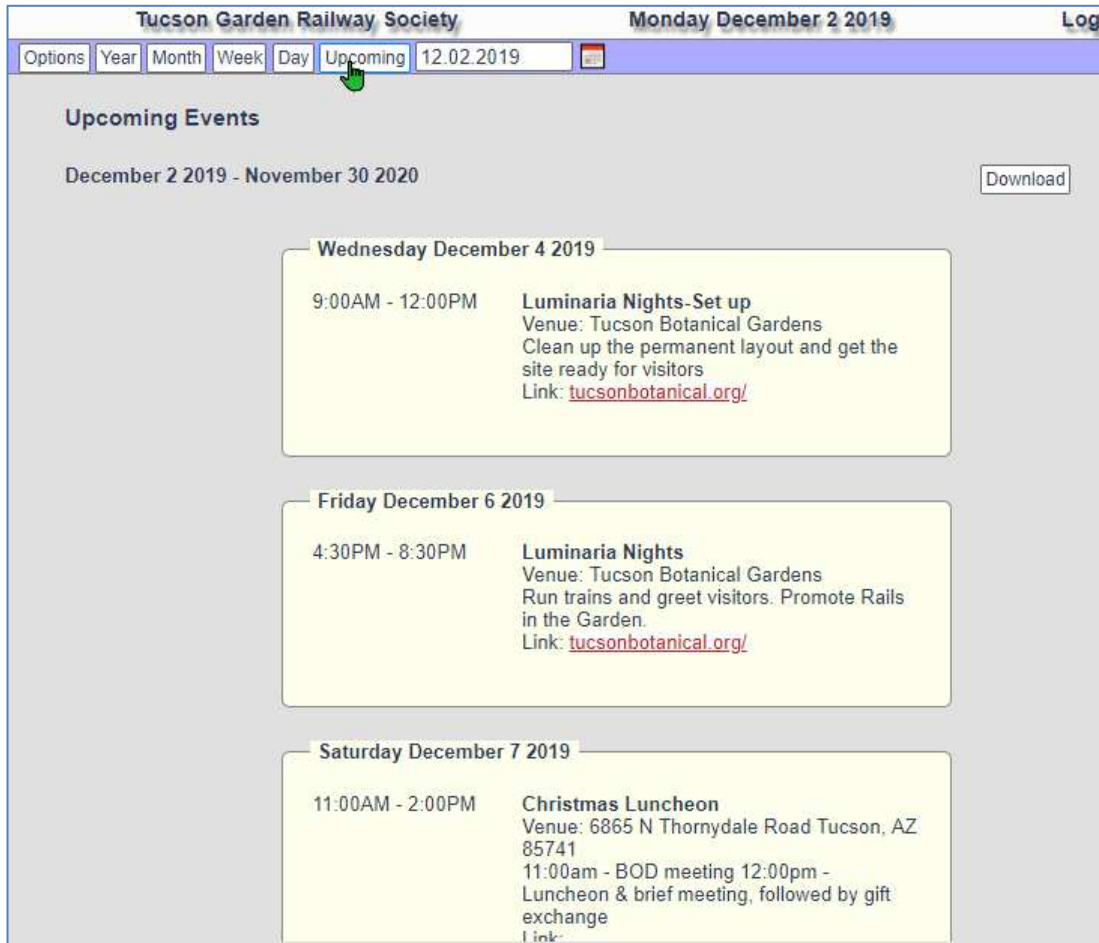 Tucson Garden Railway Society Monday December 2 2019 Log
Options Year Month Week Day Upcoming 12.02.2019
Upcoming Events
December 2 2019 - November 30 2020 Download
Wednesday December 4 2019
9:00AM - 12:00PM Luminaria Nights-Set up
Venue: Tucson Botanical Gardens
Clean up the permanent layout and get the
site ready for visitors
Link: tucsonbotanical.org/
Friday December 6 2019
4:30PM - 8:30PM Luminaria Nights
Venue: Tucson Botanical Gardens
Run trains and greet visitors. Promote Rails
in the Garden.
Link: tucsonbotanical.org/
Saturday December 7 2019
11:00AM - 2:00PM Christmas Luncheon
Venue: 6865 N Thornydale Road Tucson, AZ
85741
11:00am - BOD meeting 12:00pm -
Luncheon & brief meeting, followed by gift
exchange
Link: